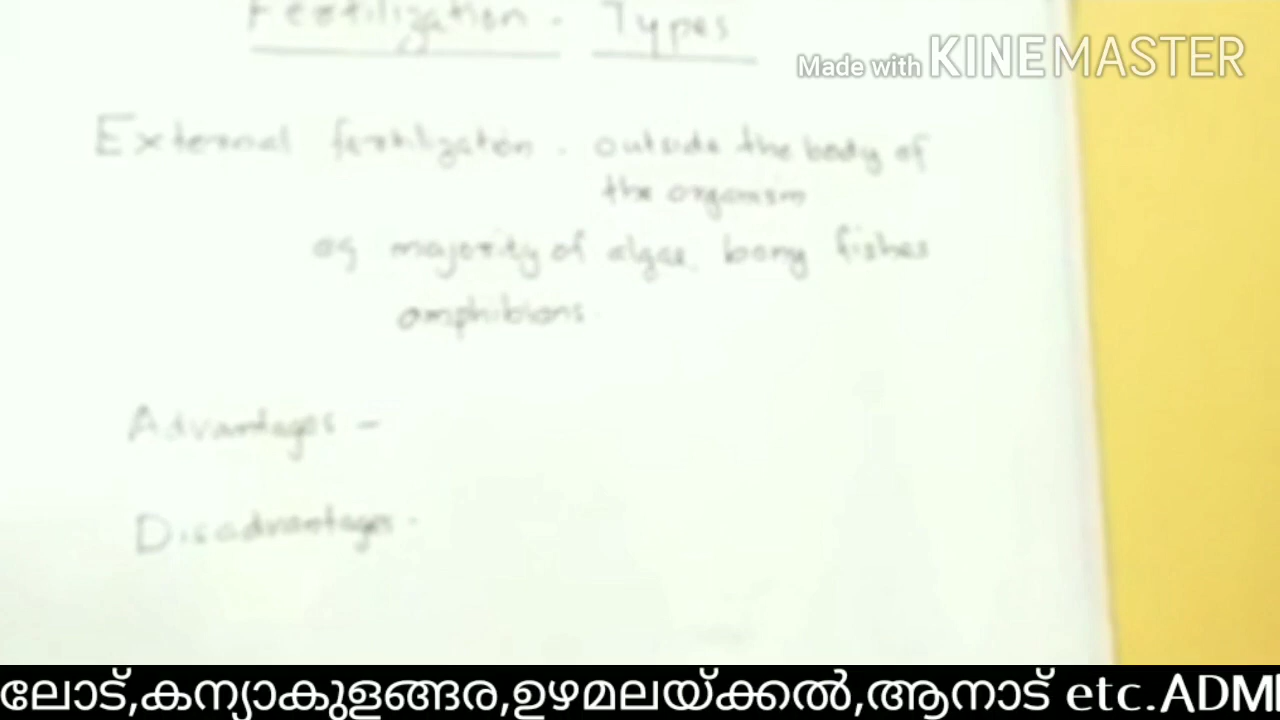 Fertilization - Types
Made with KINEMASTER
External fertilization - outside the body of
the organism
eg majority of algae, bony fishes
amphibians.
Advantages -
Disadvantages -
ലോട്,കന്യാകുളങ്ങര,ഉഴമലയ്ക്കൽ,ആനാട് etc.ADMI